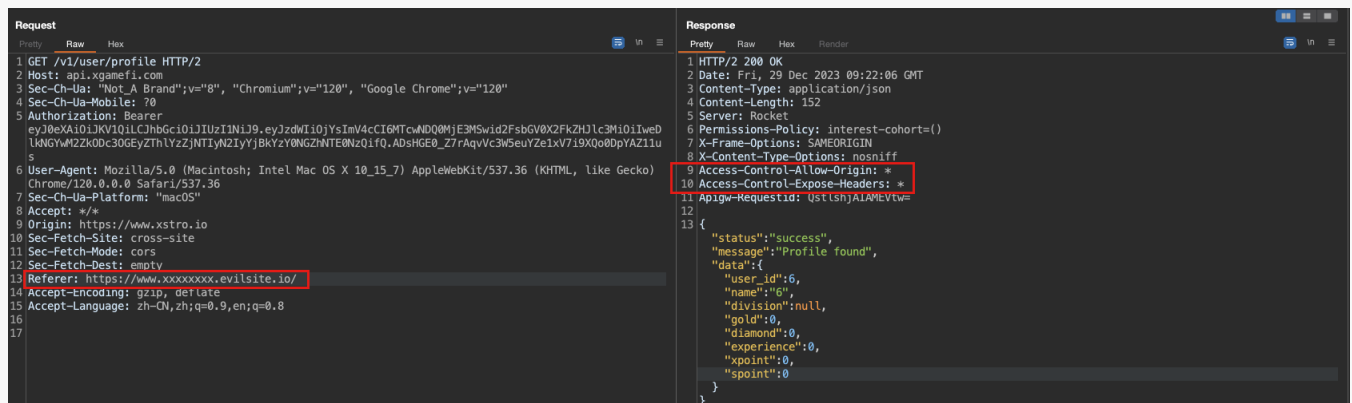 Request
Pretty Raw Hex
\n
1 GET /v1/user/profile HTTP/2
2 Host: api.xgamefi.com
3 Sec-Ch-Ua: "Not_A Brand";v="8", "Chromium";v="120", "Google Chrome";v="120"
4 Sec-Ch-Ua-Mobile: ?0
5 Authorization: Bearer
6 User-Agent: Mozilla/5.0 (Macintosh; Intel Mac OS X 10_15_7) AppleWebKit/537.36 (KHTML, like Gecko)
Chrome/120.0.0.0 Safari/537.36
7 Sec-Ch-Ua-Platform: "macOS"
8 Accept: */*
9 Origin: https://www.xstro.io
10 Sec-Fetch-Site: cross-site
11 Sec-Fetch-Mode: cors
12 Sec-Fetch-Dest: empty
13 Referer: https://www.xxxxxxxx.evilsite.io/
14 Accept-Encoding: gzip, deflate
15 Accept-Language: zh-CN,zh;q=0.9,en;q=0.8
16
17
Response
Pretty Raw Hex Render
\n
1 HTTP/2 200 OK
2 Date: Fri, 29 Dec 2023 09:22:06 GMT
3 Content-Type: application/json
4 Content-Length: 152
5 Server: Rocket
6 Permissions-Policy: interest-cohort=()
7 X-Frame-Options: SAMEORIGIN
8 X-Content-Type-Options: nosniff
9 Access-Control-Allow-Origin: *
10 Access-Control-Expose-Headers: *
11 Apigw-Requestid: QstlshjAIAMEVtw=
12
13 {
"status":"success",
"message":"Profile found",
"data":{
"user_id":6,
"name":"6",
"division":null,
"gold":0,
"diamond":0,
"experience":0,
"xpoint":0,
"spoint":0
}
}